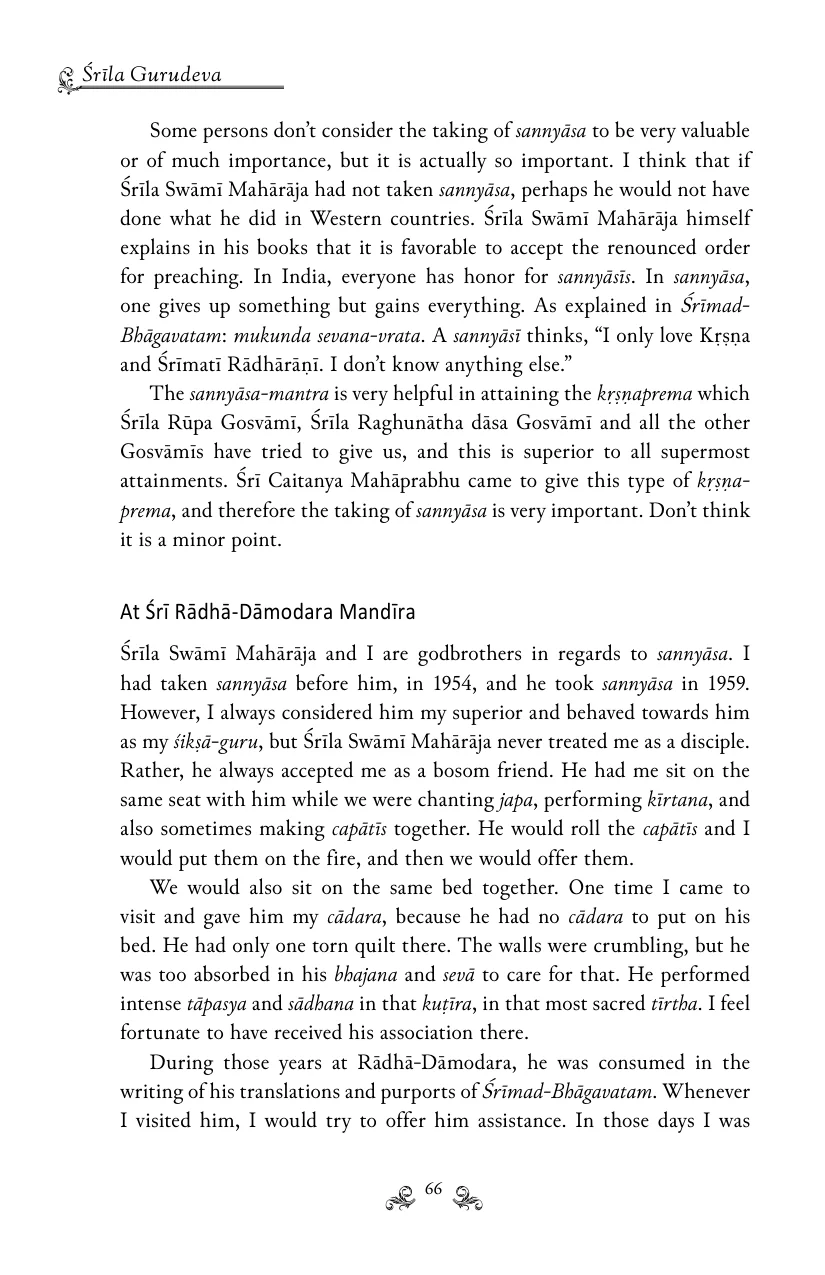 Śrīla Gurudeva
Some persons don’t consider the taking of sannyāsa to be very valuable
or of much importance, but it is actually so important. I think that if
Śrīla Swāmī Mahārāja had not taken sannyāsa, perhaps he would not have
done what he did in Western countries. Śrīla Swāmī Mahārāja himself
explains in his books that it is favorable to accept the renounced order
for preaching. In India, everyone has honor for sannyāsīs. In sannyāsa,
one gives up something but gains everything. As explained in Śrīmad-
Bhāgavatam: mukunda sevana-vrata. A sannyāsī thinks, “I only love Kṛṣṇa
and Śrīmatī Rādhārāṇī. I don’t know anything else.”
The sannyāsa-mantra is very helpful in attaining the kṛṣṇaprema which
Śrīla Rūpa Gosvāmī, Śrīla Raghunātha dāsa Gosvāmī and all the other
Gosvāmīs have tried to give us, and this is superior to all supermost
attainments. Śrī Caitanya Mahāprabhu came to give this type of kṛṣṇa-
prema, and therefore the taking of sannyāsa is very important. Don’t think
it is a minor point.
At Śrī Rādhā-Dāmodara Mandīra
Śrīla Swāmī Mahārāja and I are godbrothers in regards to sannyāsa. I
had taken sannyāsa before him, in 1954, and he took sannyāsa in 1959.
However, I always considered him my superior and behaved towards him
as my śikṣā-guru, but Śrīla Swāmī Mahārāja never treated me as a disciple.
Rather, he always accepted me as a bosom friend. He had me sit on the
same seat with him while we were chanting japa, performing kīrtana, and
also sometimes making capātīs together. He would roll the capātīs and I
would put them on the fire, and then we would offer them.
We would also sit on the same bed together. One time I came to
visit and gave him my cādara, because he had no cādara to put on his
bed. He had only one torn quilt there. The walls were crumbling, but he
was too absorbed in his bhajana and sevā to care for that. He performed
intense tāpasya and sādhana in that kuṭīra, in that most sacred tīrtha. I feel
fortunate to have received his association there.
During those years at Rādhā-Dāmodara, he was consumed in the
writing of his translations and purports of Śrīmad-Bhāgavatam. Whenever
I visited him, I would try to offer him assistance. In those days I was
66